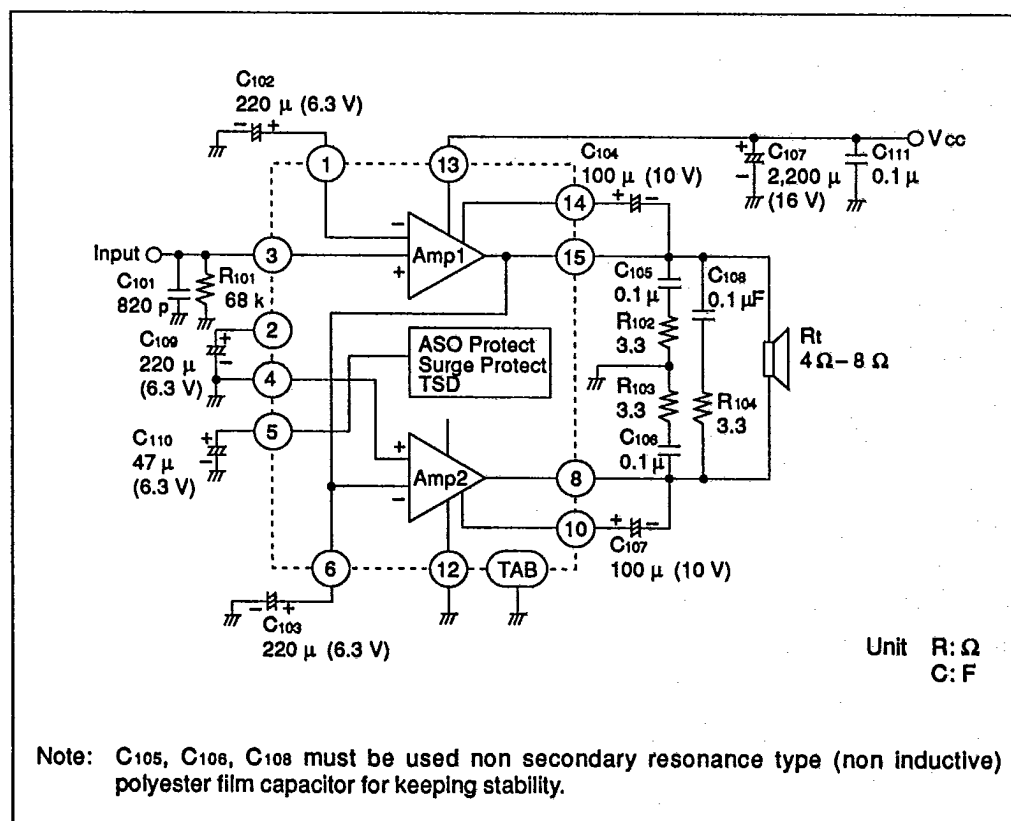 C102
220 μ (6.3 V)
- +
1
13
C104
100 μ (10 V)
+ -
14
+
-
C107
2,200 μ
(16 V)
C111
0.1 μ
Vcc
Input
C101
820 p
R101
68 k
3
-
+
Amp1
15
C105
0.1 μ
C108
0.1 μF
R102
3.3
Rt
4 Ω – 8 Ω
2
C109
220 μ
(6.3 V)
+
-
4
ASO Protect
Surge Protect
TSD
R103
3.3
R104
3.3
5
C110
47 μ
(6.3 V)
+
-
+
-
Amp2
C106
0.1 μ
8
10
+ -
C107
100 μ (10 V)
6
12
TAB
- +
C103
220 μ (6.3 V)
Unit R: Ω
C: F
Note: C105, C106, C108 must be used non secondary resonance type (non inductive)
polyester film capacitor for keeping stability.